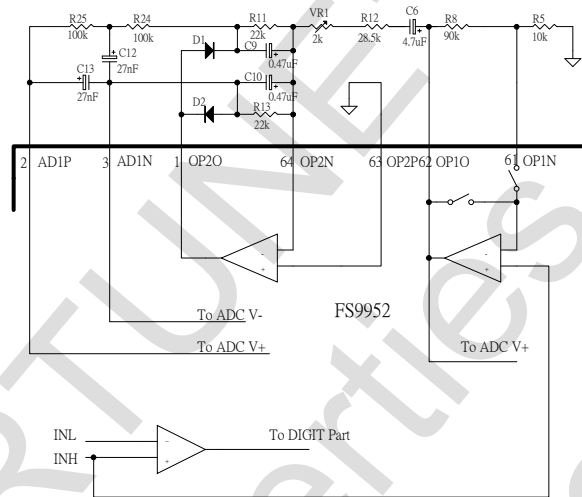 R25
100k
R24
100k
R11
22k
VR1
2k
R12
28.5k
C6
4.7uF
R8
90k
R5
10k
D1
C9
0.47uF
C12
27nF
C13
27nF
C10
0.47uF
D2
R13
22k
2 AD1P
3 AD1N
1 OP2O
64 OP2N
63 OP2P
62 OP1O
61 OP1N
To ADC V-
FS9952
To ADC V+
To ADC V+
INL
To DIGIT Part
INH